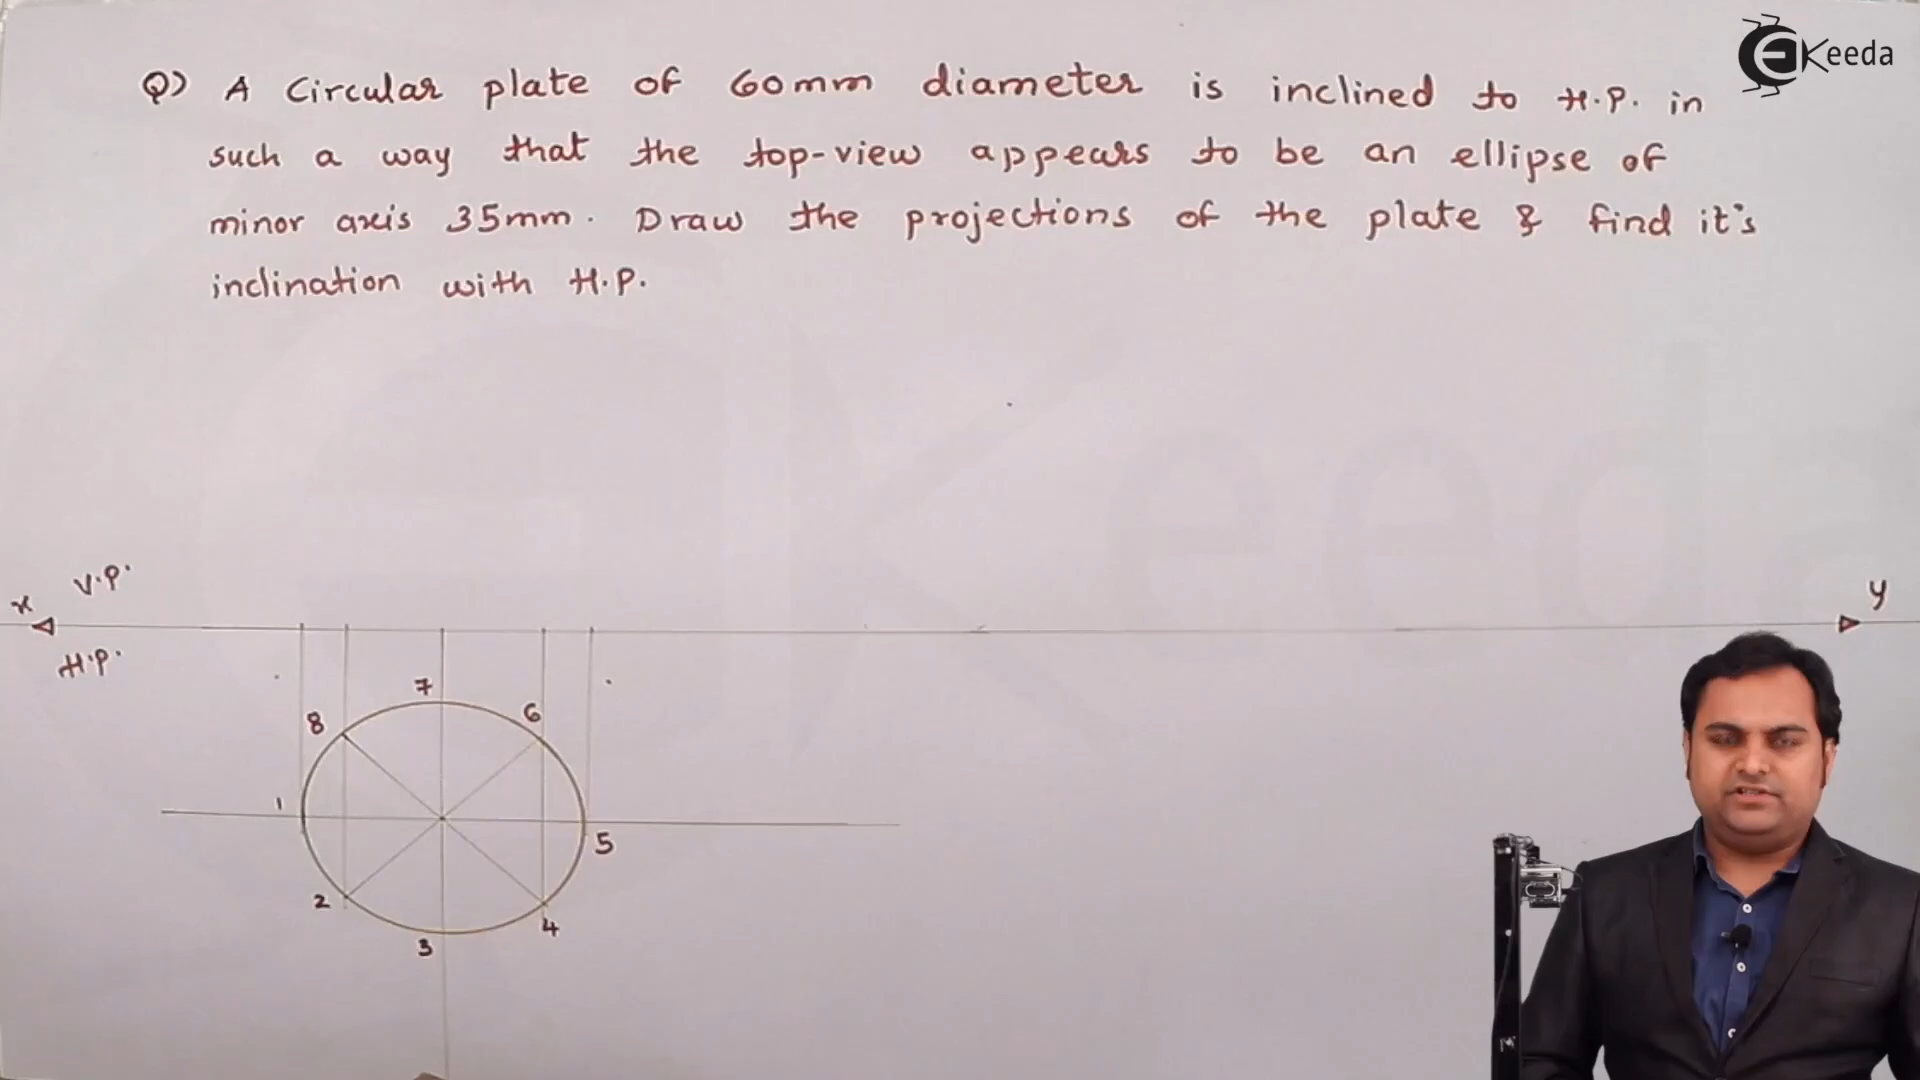 Q) A Circular plate of 60mm diameter is inclined to H.P. in
such a way that the top-view appears to be an ellipse of
minor axis 35mm. Draw the projections of the plate & find it's
inclination with H.P.
EKeeda
V.P.
x
y
H.P.
7
8
6
1
5
2
4
3